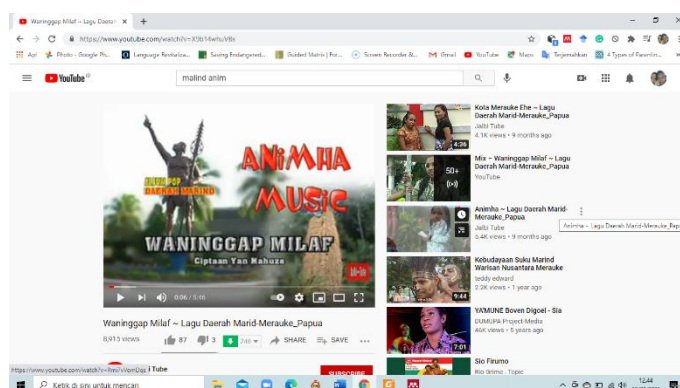 Waninggap Milaf ~ Lagu Daerah
https://www.youtube.com/watch?v=
Photo - Google Ph...
Language Revitaliza...
Saving Endangered...
Guided Matrix | For...
Screen Recorder &...
Gmail
YouTube
Maps
Terjemahkan
4 Types of Parentin...
YouTube
malind anim
ANiMHA
MUSiC
ALBUM POP
DAERAH MARIND
WANINGGAP MILAF
Ciptaan Yan Mahuze
0:06 / 5:46
Waninggap Milaf ~ Lagu Daerah Marid-Merauke_Papua
8,915 views
87
3
SHARE
SAVE
Tube
SUBSCRIBE
Kota Merauke Ehe ~ Lagu
Daerah Marid-Merauke_Papua
Jalbi Tube
4.1K views • 9 months ago
4:36
Mix - Waninggap Milaf ~ Lagu
Daerah Marid-Merauke_Papua
YouTube
50+
Animha ~ Lagu Daerah Marid-
Merauke_Papua
Jalbi Tube
5.4K views • 9 months ago
Animha ~ Lagu Daerah Marid-Merauke_Pap
Kebudayaan Suku Marind
Warisan Nusantara Merauke
teddy edward
2.2K views • 1 year ago
9:44
YAMUNE Boven Digoel - Sia
DUMUPA Project-Media
46K views • 5 years ago
7:01
Sio Firumo
Rio Grime - Topic
Ketik di sini untuk mencari
12.44